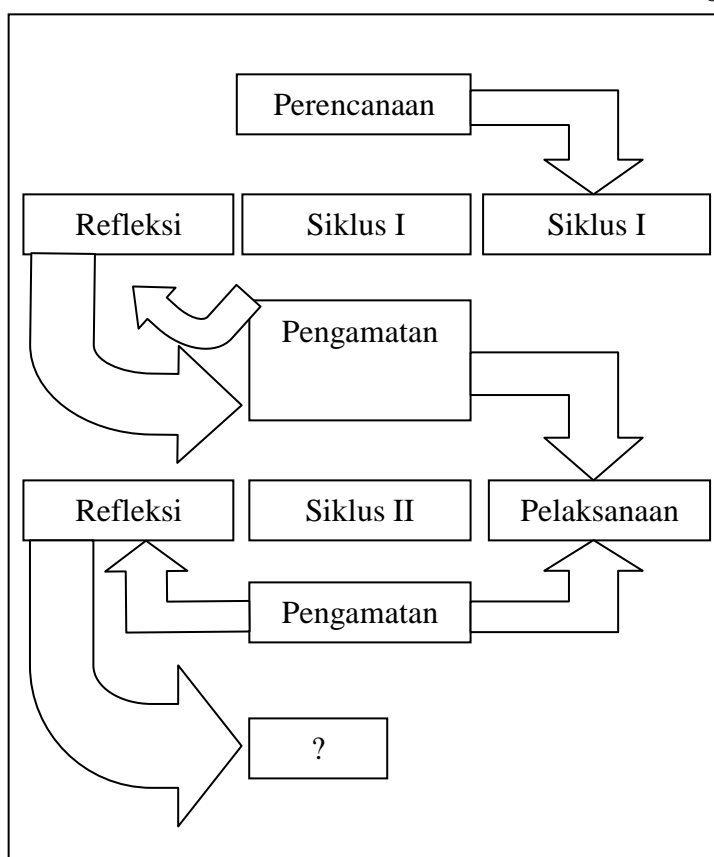 Perencanaan
Refleksi Siklus I Siklus I
Pengamatan
Refleksi Siklus II Pelaksanaan
Pengamatan
?